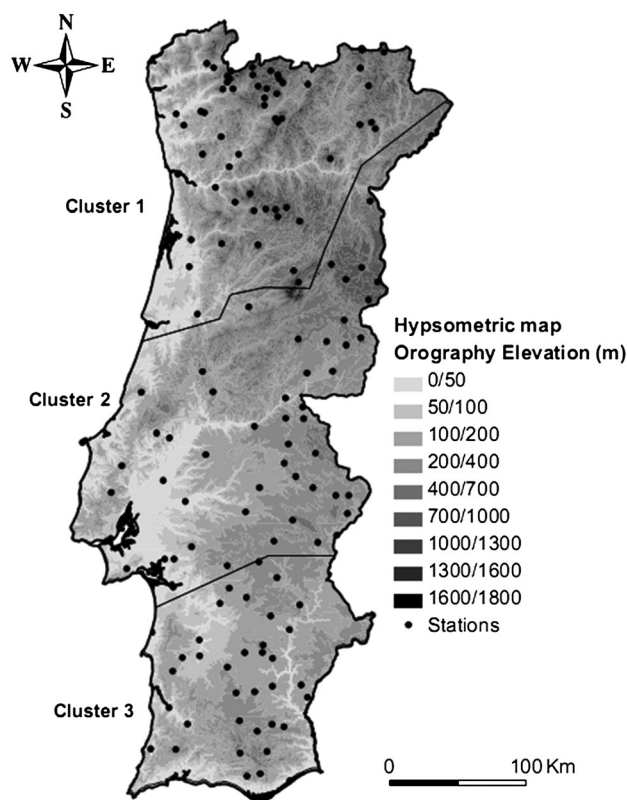 N
W E
S
Cluster 1
Hypsometric map
Orography Elevation (m)
0/50
Cluster 2
50/100
100/200
200/400
400/700
700/1000
1000/1300
1300/1600
1600/1800
Stations
Cluster 3
0 100 Km